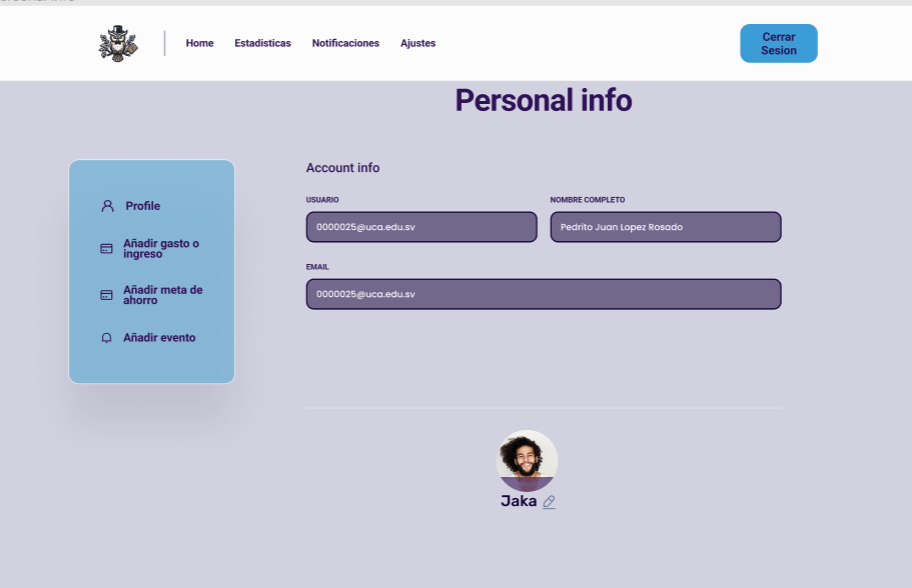 Home Estadísticas Notificaciones Ajustes
Cerrar
Sesion
Personal info
Profile
Añadir gasto o
ingreso
Añadir meta de
ahorro
Añadir evento
Account info
USUARIO NOMBRE COMPLETO
0000025@uca.edu.sv Pedrito Juan Lopez Rosado
EMAIL
0000025@uca.edu.sv
Jaka